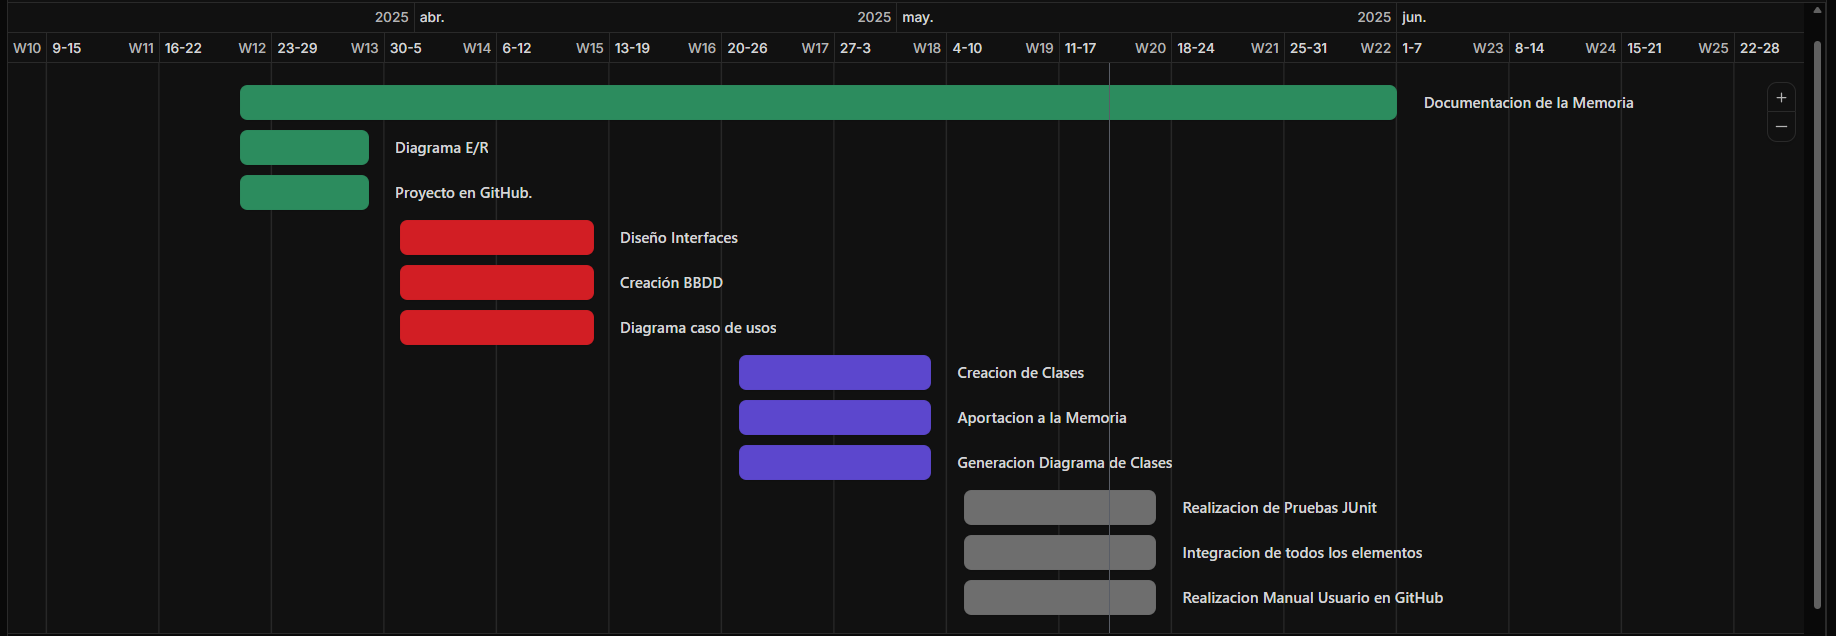 2025 abr. 2025 may. 2025 jun.
W10 9-15 W11 16-22 W12 23-29 W13 30-5 W14 6-12 W15 13-19 W16 20-26 W17 27-3 W18 4-10 W19 11-17 W20 18-24 W21 25-31 W22 1-7 W23 8-14 W24 15-21 W25 22-28
Documentacion de la Memoria
Diagrama E/R
Proyecto en GitHub.
Diseño Interfaces
Creación BBDD
Diagrama caso de usos
Creacion de Clases
Aportacion a la Memoria
Generacion Diagrama de Clases
Realizacion de Pruebas JUnit
Integracion de todos los elementos
Realizacion Manual Usuario en GitHub